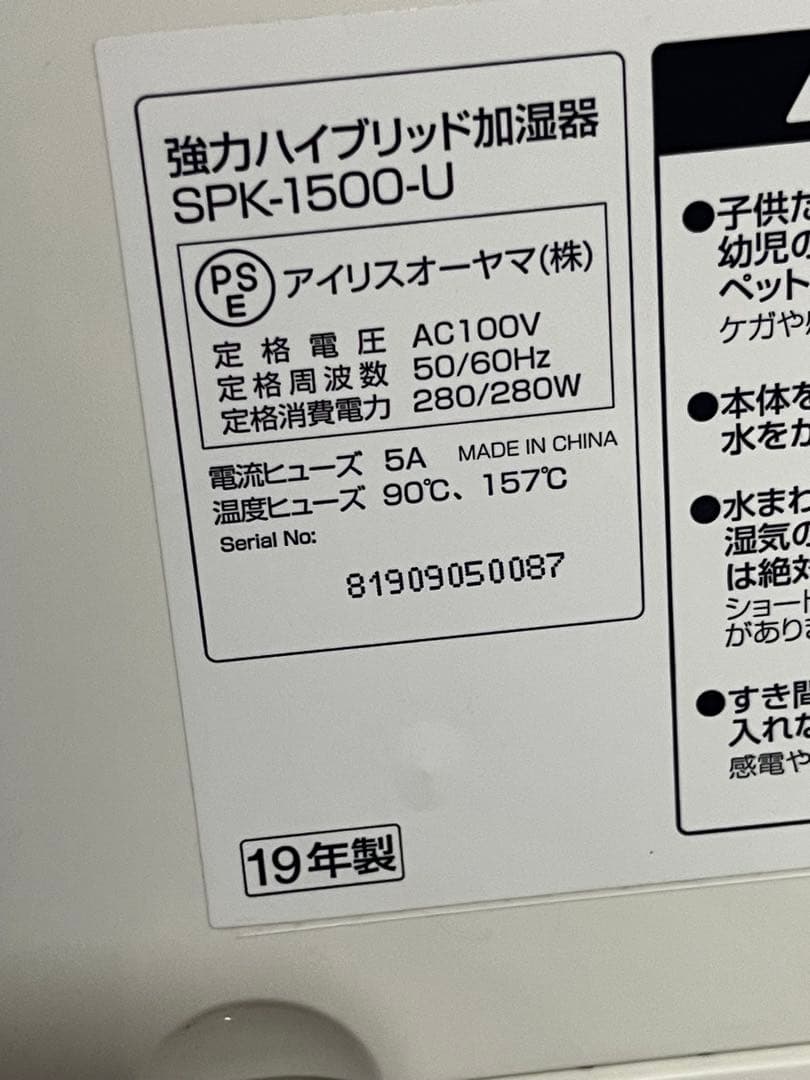 強力ハイブリッド加湿器
SPK-1500-U
PS
E
アイリスオーヤマ(株)
定格電圧 AC100V
定格周波数 50/60Hz
定格消費電力 280/280W
電流ヒューズ 5A MADE IN CHINA
温度ヒューズ 90℃、157℃
Serial No:
81909050087
19年製
●子供た
幼児の
ペット
ケガや
●本体を
水をか
●水まわ
湿気の
は絶対
ショート
があり
●すき間
入れな
感電や